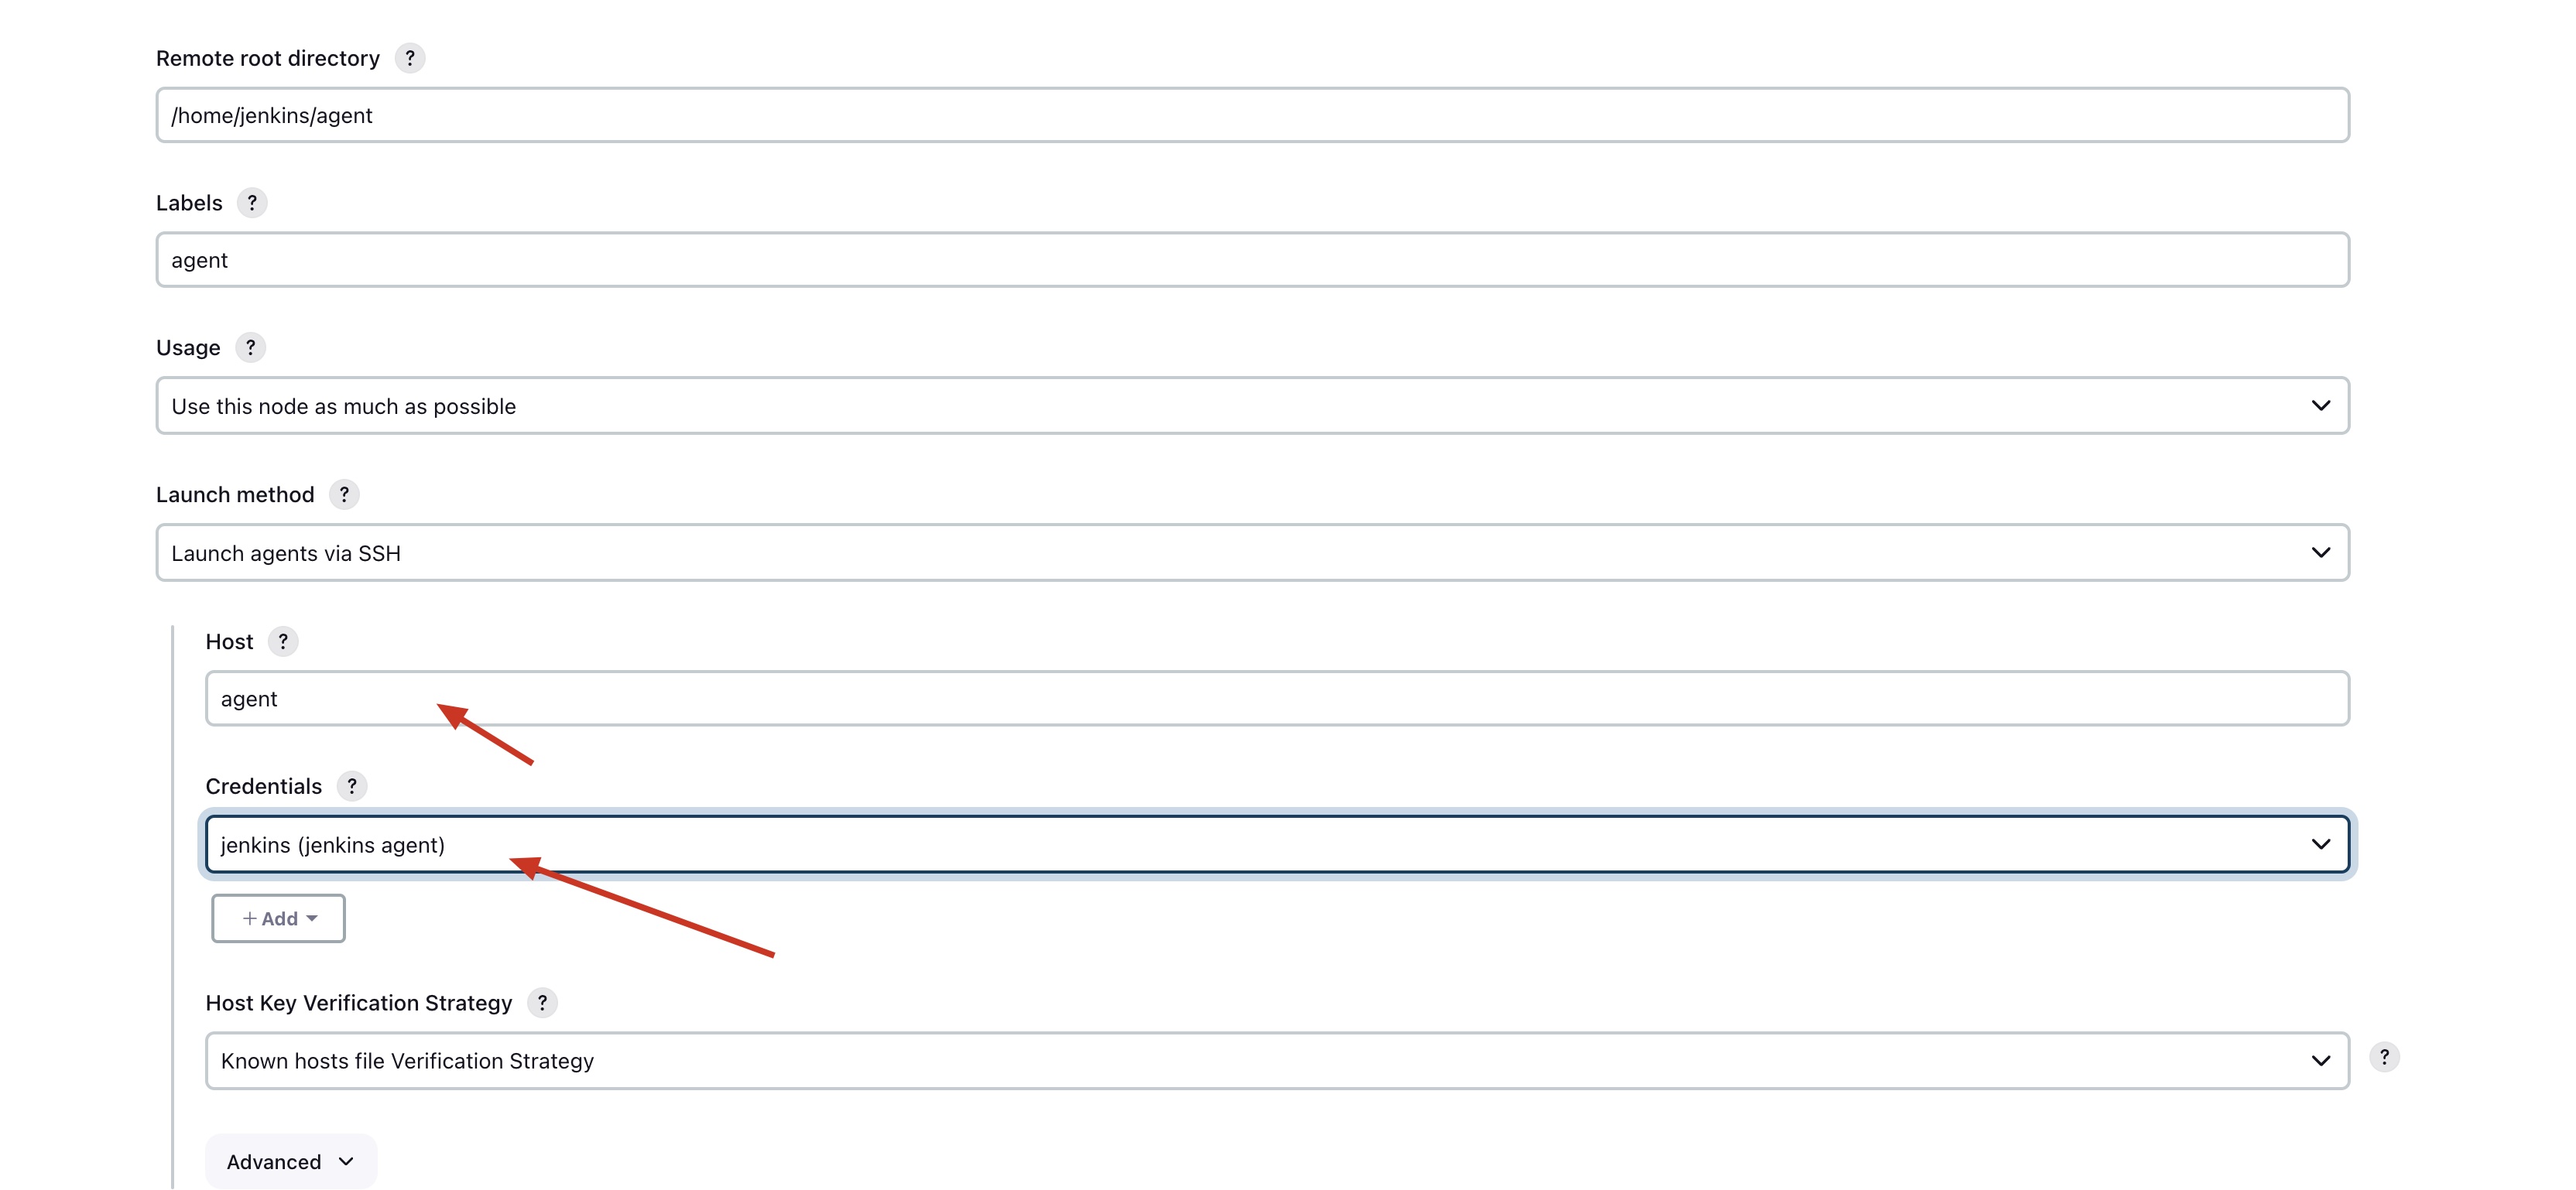 Remote root directory ?
/home/jenkins/agent
Labels ?
agent
Usage ?
Use this node as much as possible
Launch method ?
Launch agents via SSH
Host ?
agent
Credentials ?
jenkins (jenkins agent)
+ Add
Host Key Verification Strategy ?
Known hosts file Verification Strategy ?
Advanced